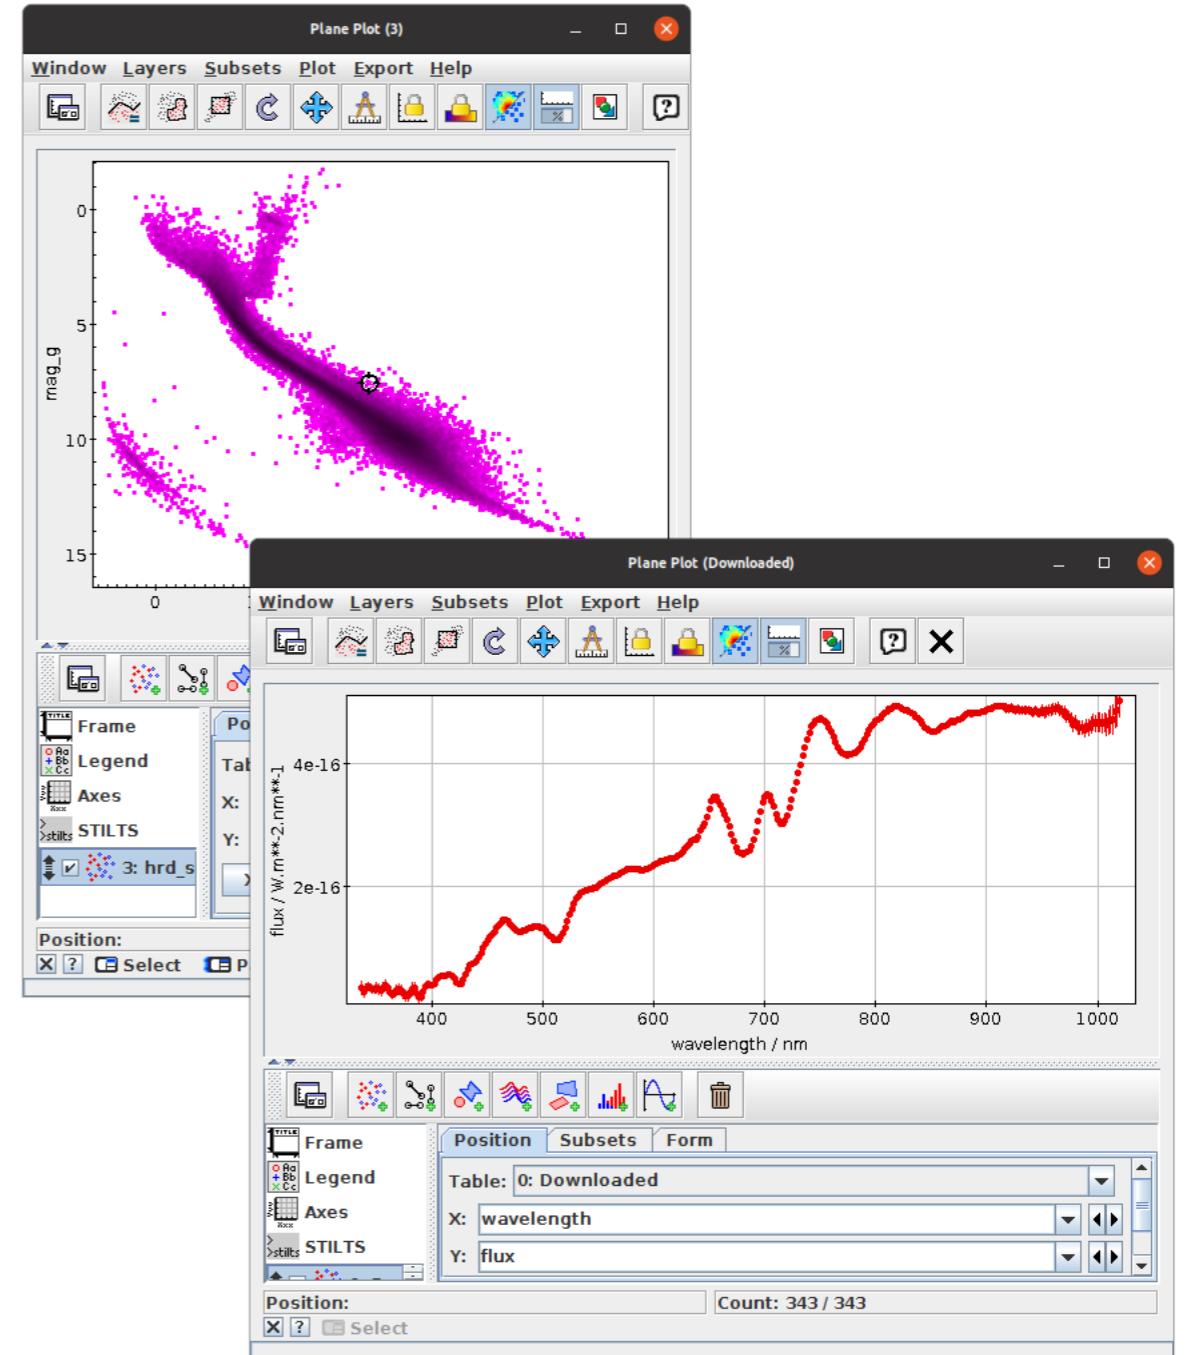 Plane Plot (3)
Window Layers Subsets Plot Export Help
0
5
10
15
mag_g
0
Frame
Legend
Axes
STILTS
3: hrd_s
Po
Tab
X:
Y:
Position:
Select P
Plane Plot (Downloaded)
Window Layers Subsets Plot Export Help
4e-16
2e-16
flux / W.m**-2.nm**-1
400 500 600 700 800 900 1000
wavelength / nm
Frame
Legend
Axes
STILTS
Position Subsets Form
Table: 0: Downloaded
X: wavelength
Y: flux
Position:
Count: 343 / 343
Select